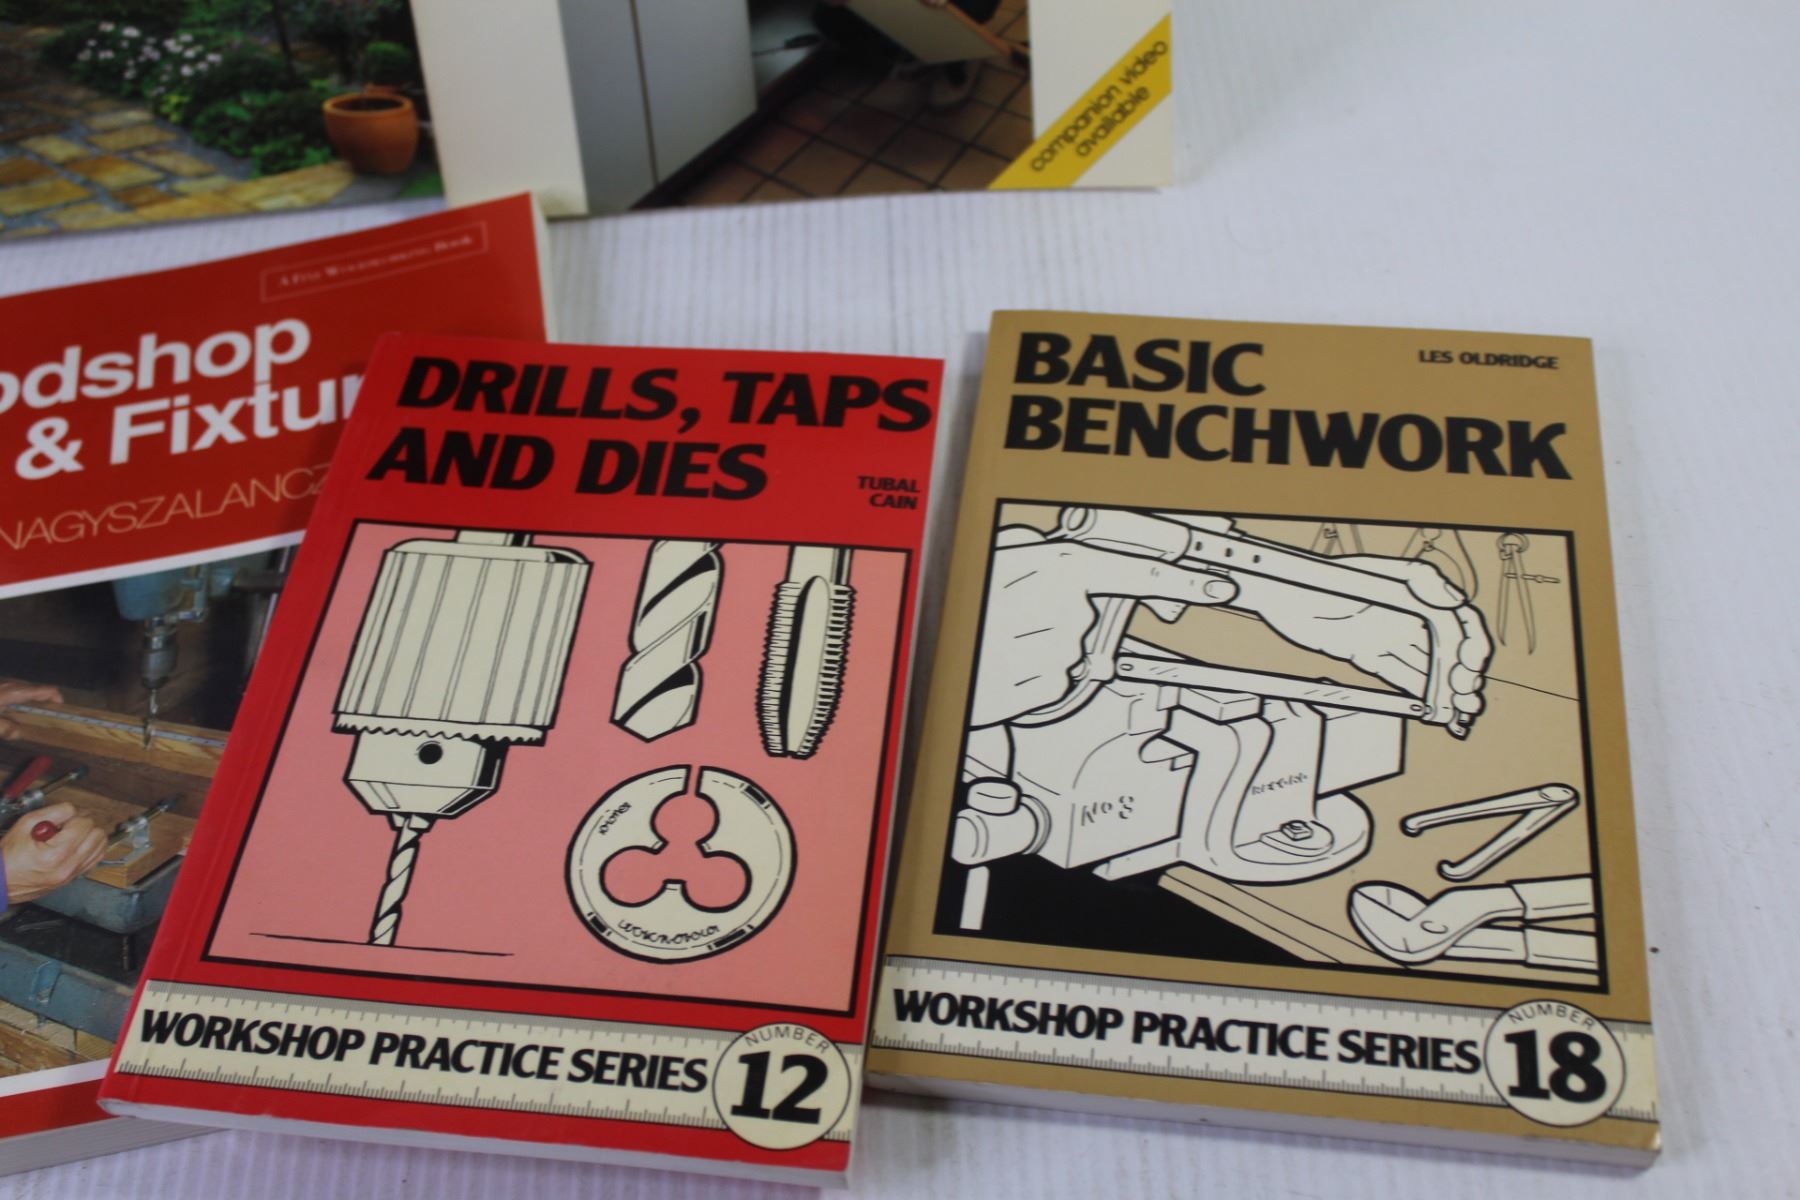 companion video
available
A Fine Woodworking Book
odshop
& Fixtur
NAGYSZALANCZ
DRILLS, TAPS
AND DIES
TUBAL
CAIN
WORKSHOP PRACTICE SERIES
NUMBER
12
BASIC
BENCHWORK
LES OLDRIDGE
No 8
RECORD
WORKSHOP PRACTICE SERIES
NUMBER
18